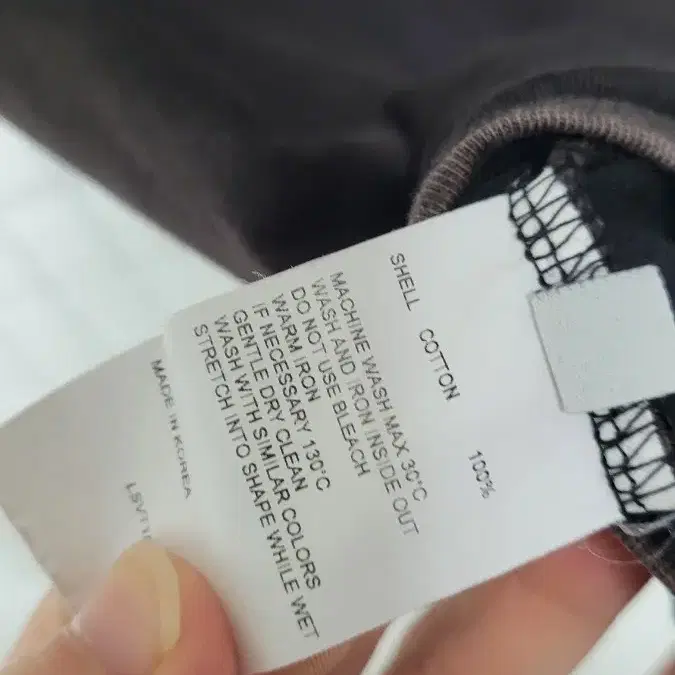 SHELL COTTON 100%
MACHINE WASH MAX 30°C
WASH AND IRON INSIDE OUT
DO NOT USE BLEACH
WARM IRON
IF NECESSARY 130°C
GENTLE DRY CLEAN
WASH WITH SIMILAR COLORS
STRETCH INTO SHAPE WHILE WET
MADE IN KOREA